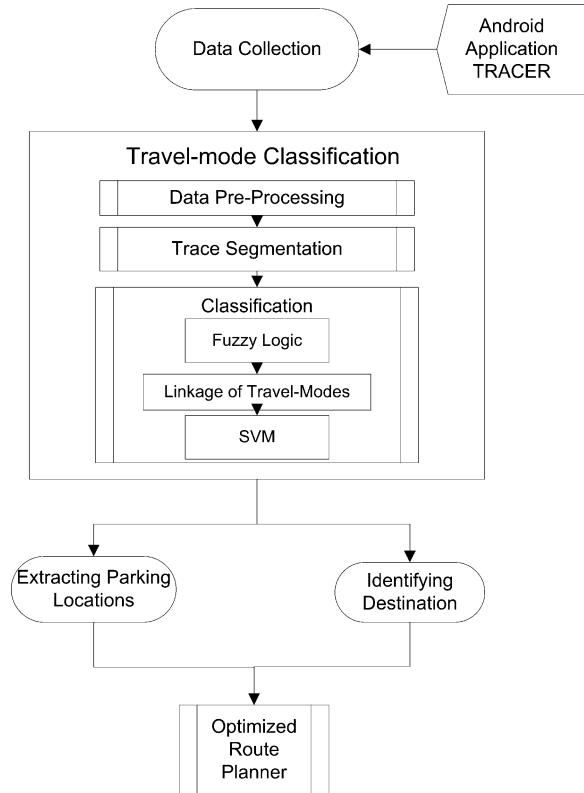 Data Collection
Android
Application
TRACER
Travel-mode Classification
Data Pre-Processing
Trace Segmentation
Classification
Fuzzy Logic
Linkage of Travel-Modes
SVM
Extracting Parking
Locations
Identifying
Destination
Optimized
Route
Planner